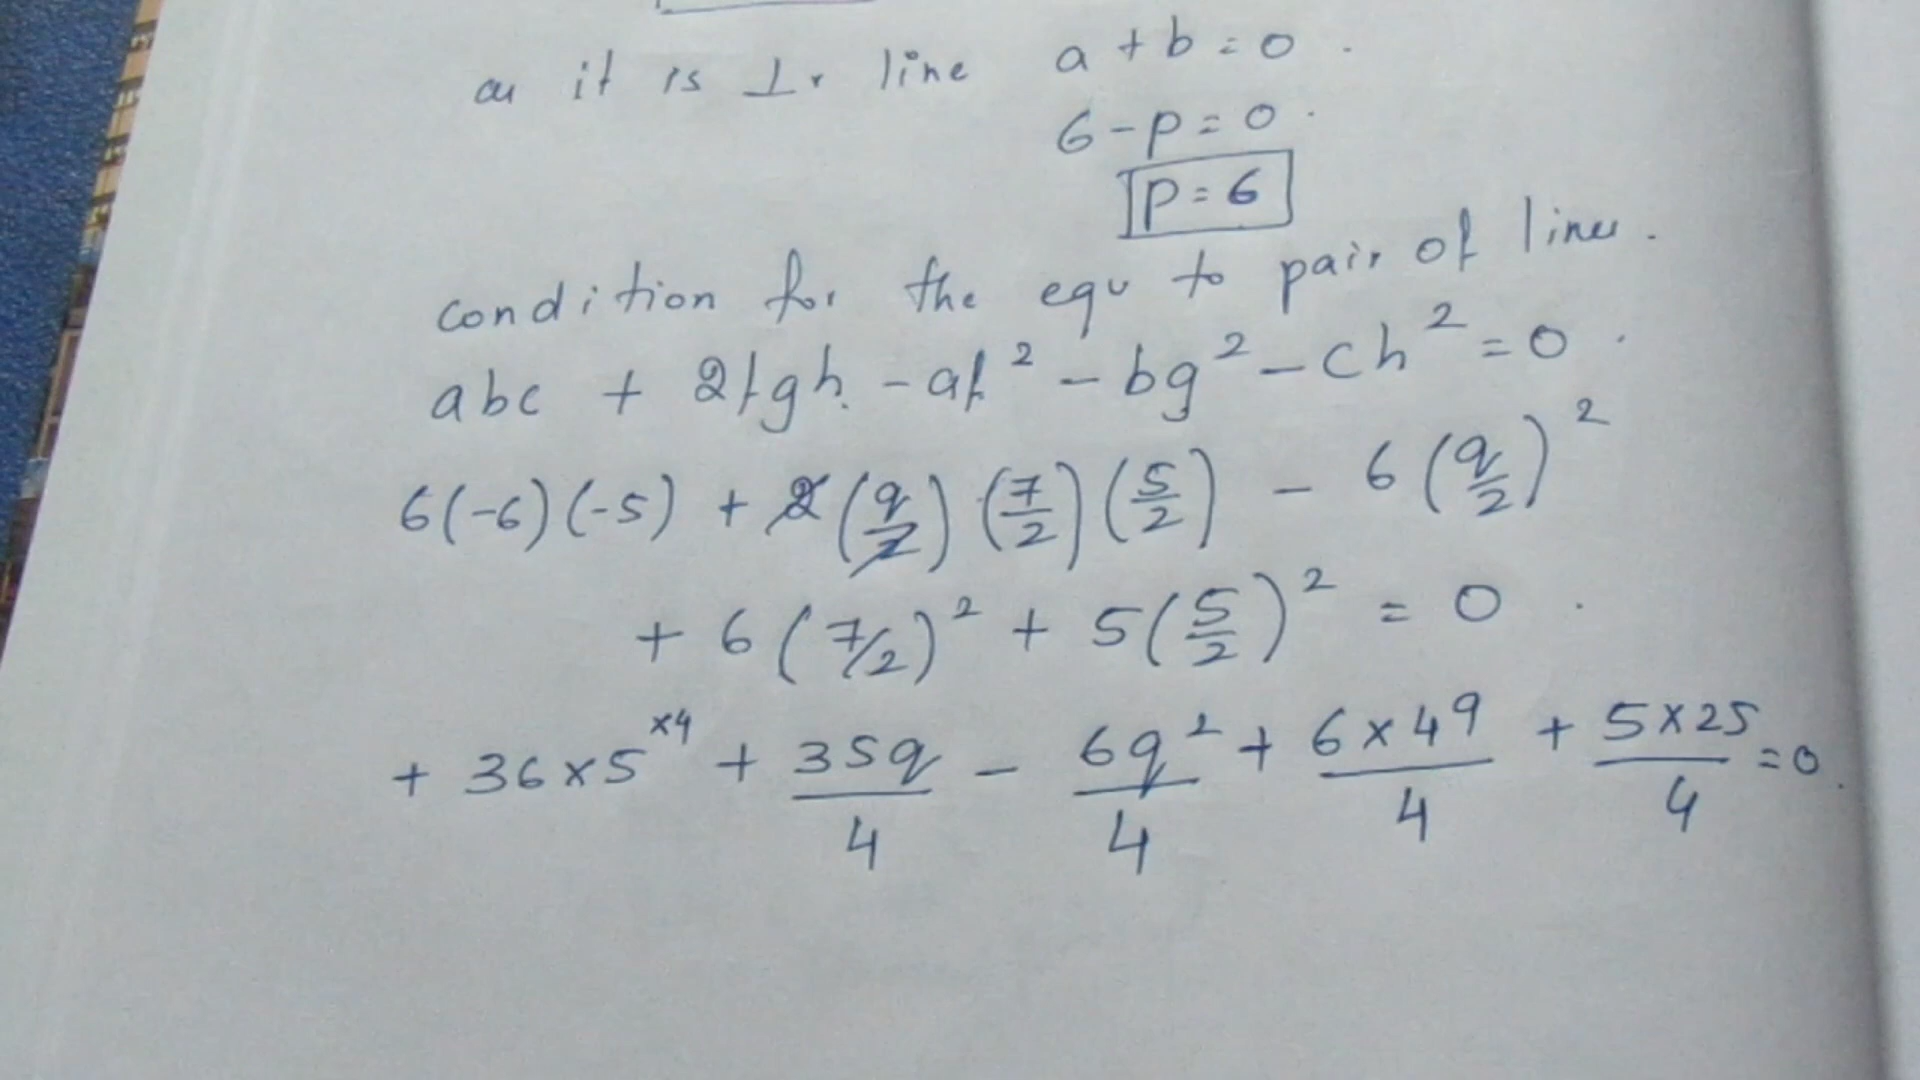 as it is ⊥r line a + b = 0 .
6 - p = 0 .
p = 6
condition for the equ to pair of lines .
abc + 2fgh - af² - bg² - ch² = 0 .
6(-6)(-5) + 2(q/2)(7/2)(5/2) - 6(q/2)²
+ 6(7/2)² + 5(5/2)² = 0 .
+ 36×5 ×4 + 35q/4 - 6q²/4 + 6×49/4 + 5×25/4 = 0 .